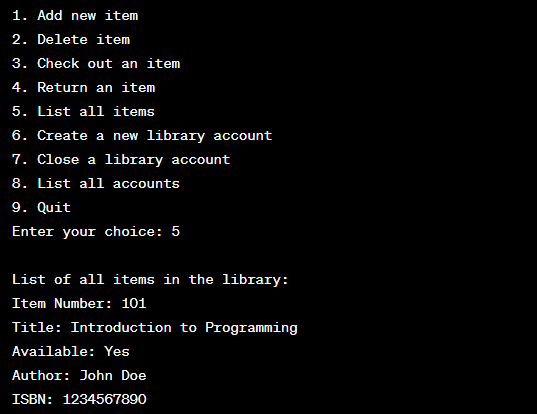 1. Add new item
2. Delete item
3. Check out an item
4. Return an item
5. List all items
6. Create a new library account
7. Close a library account
8. List all accounts
9. Quit
Enter your choice: 5
List of all items in the library:
Item Number: 101
Title: Introduction to Programming
Available: Yes
Author: John Doe
ISBN: 1234567890